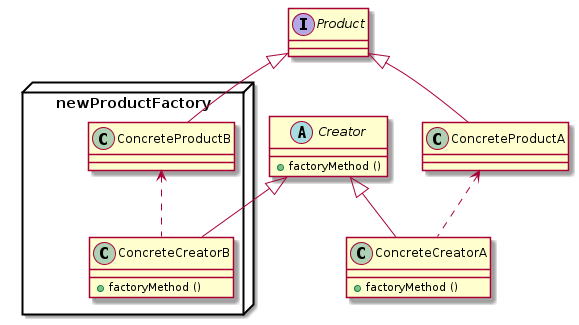 I Product
newProductFactory
C ConcreteProductB
A Creator
factoryMethod ()
C ConcreteProductA
C ConcreteCreatorB
factoryMethod ()
C ConcreteCreatorA
factoryMethod ()